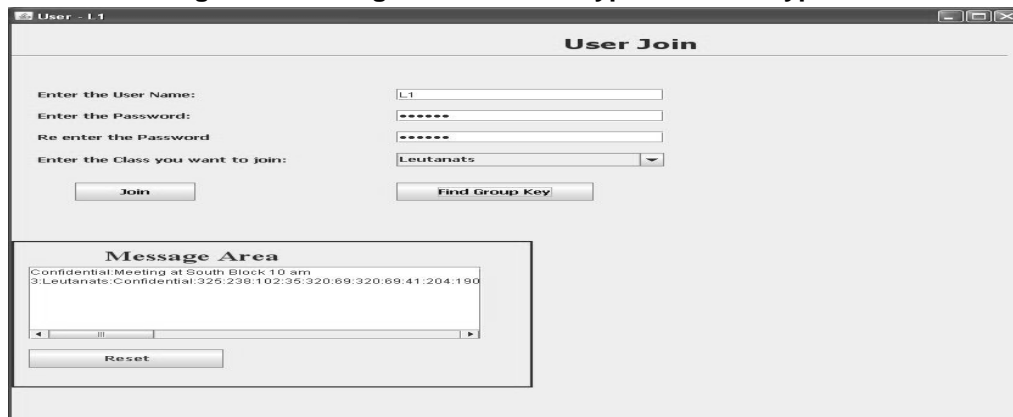 User - L1
User Join
Enter the User Name:
L1
Enter the Password:
••••••
Re enter the Password
••••••
Enter the Class you want to join:
Leutanats
Join
Find Group Key
Message Area
Confidential:Meeting at South Block 10 am
3:Leutanats:Confidential:325:238:102:35:320:69:320:69:41:204:190
Reset